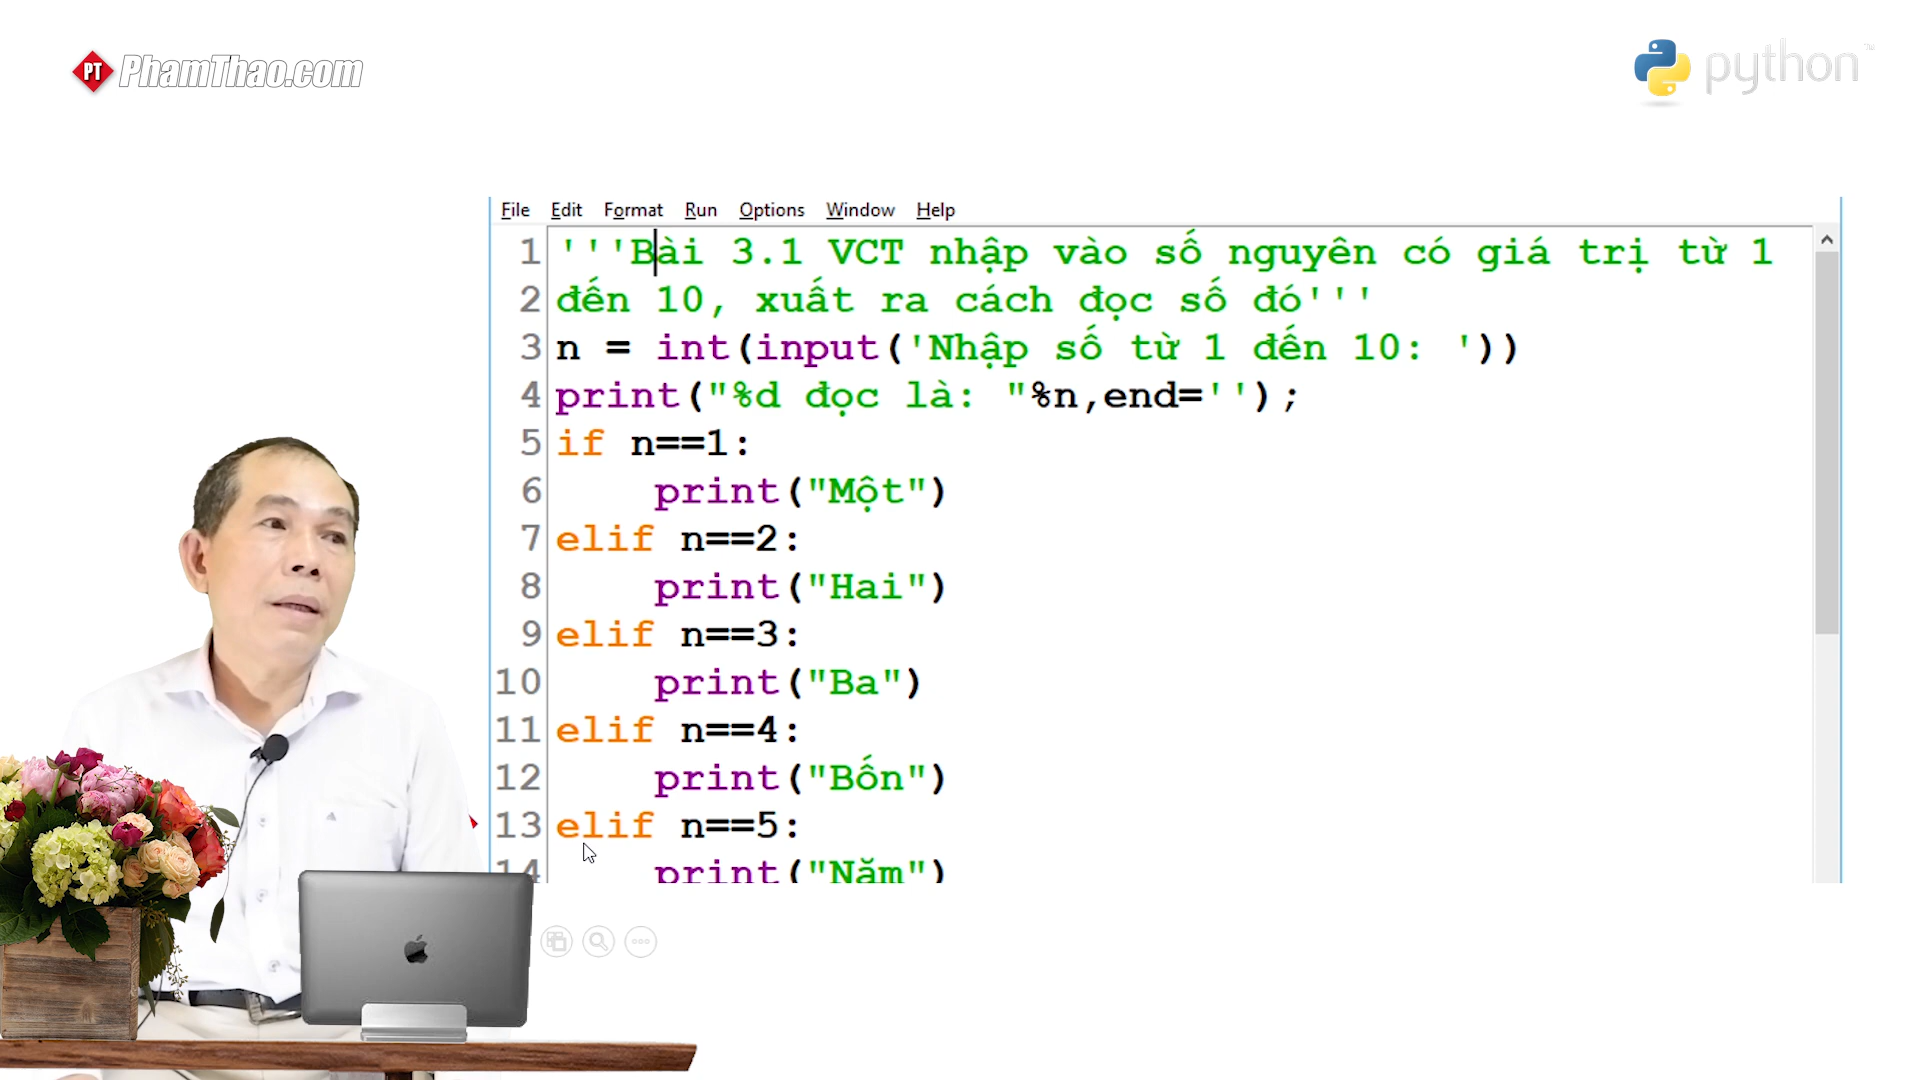 PT PhamThao.com
python™
File Edit Format Run Options Window Help
1 '''Bài 3.1 VCT nhập vào số nguyên có giá trị từ 1
2 đến 10, xuất ra cách đọc số đó'''
3 n = int(input('Nhập số từ 1 đến 10: '))
4 print("%d đọc là: "%n,end='');
5 if n==1:
6     print("Một")
7 elif n==2:
8     print("Hai")
9 elif n==3:
10     print("Ba")
11 elif n==4:
12     print("Bốn")
13 elif n==5:
14     print("Năm")